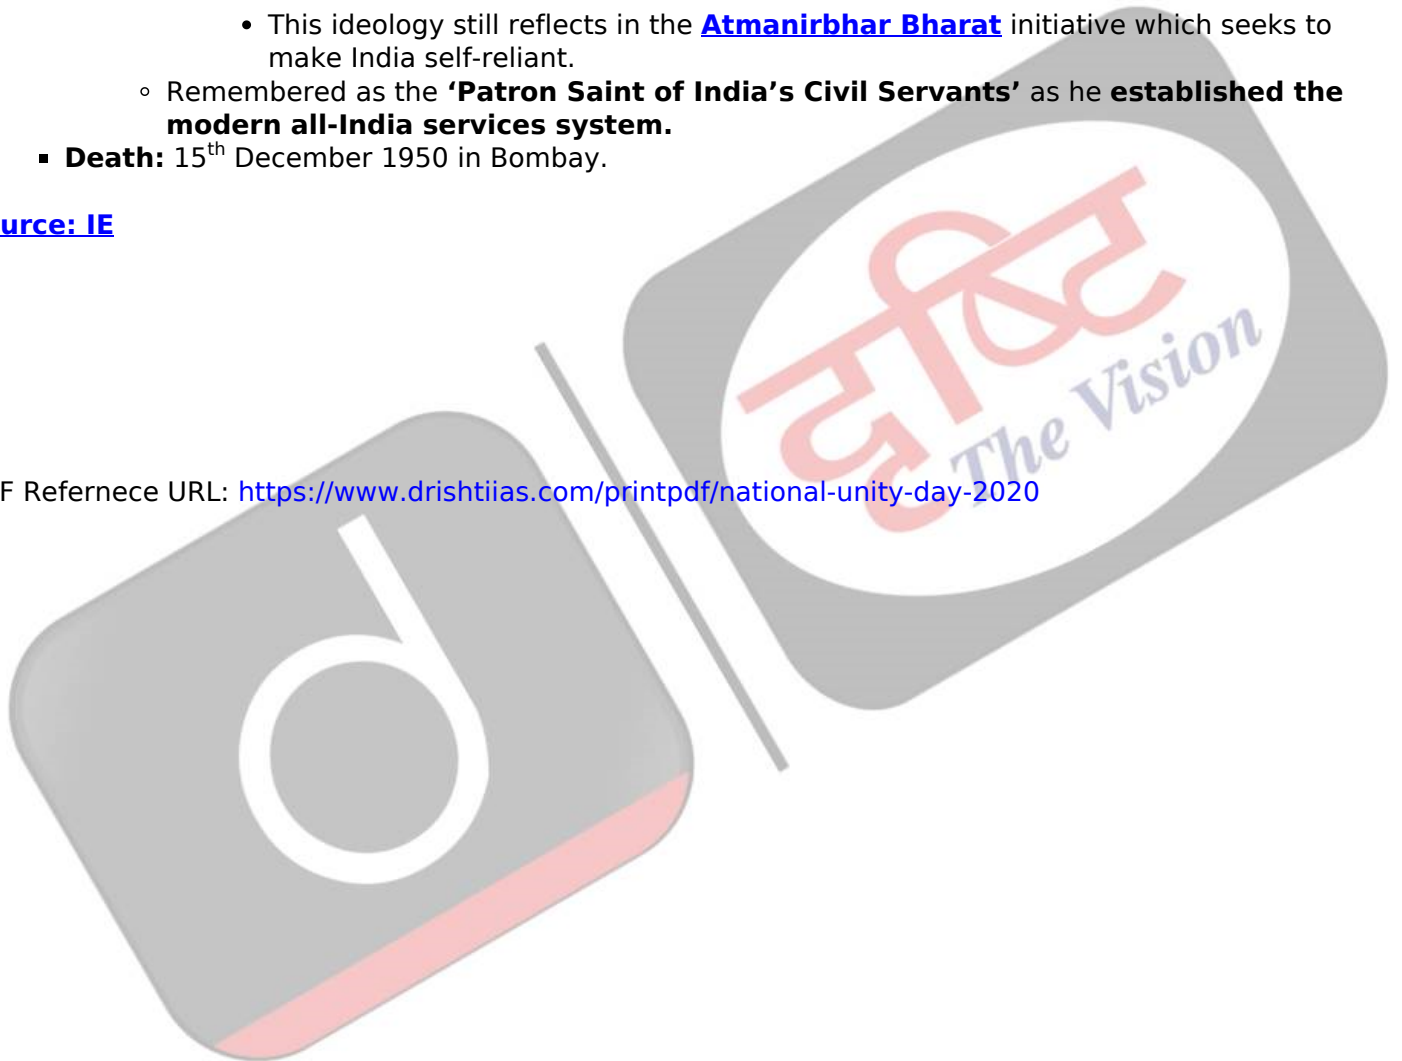 • This ideology still reflects in the Atmanirbhar Bharat initiative which seeks to
make India self-reliant.
◦ Remembered as the ‘Patron Saint of India’s Civil Servants’ as he established the
modern all-India services system.
▪ Death: 15th December 1950 in Bombay.
urce: IE
दृष्टि
The Vision
F Refernece URL: https://www.drishtiias.com/printpdf/national-unity-day-2020
d